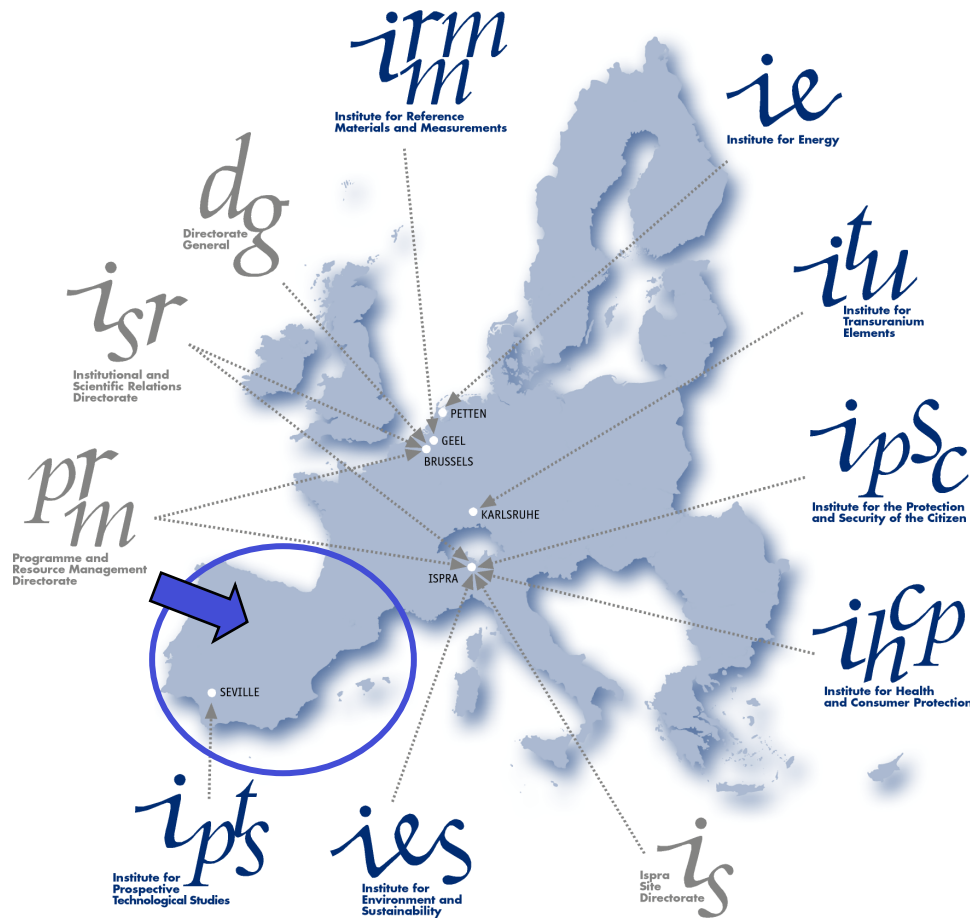 irmm
Institute for Reference
Materials and Measurements
ie
Institute for Energy
dg
Directorate
General
itu
Institute for
Transuranium
Elements
isr
Institutional and
Scientific Relations
Directorate
PETTEN
GEEL
BRUSSELS
ipsc
Institute for the Protection
and Security of the Citizen
prm
Programme and
Resource Management
Directorate
KARLSRUHE
ISPRA
ihcp
Institute for Health
and Consumer Protection
SEVILLE
ipts
Institute for
Prospective
Technological Studies
ies
Institute for
Environment and
Sustainability
is
Ispra
Site
Directorate